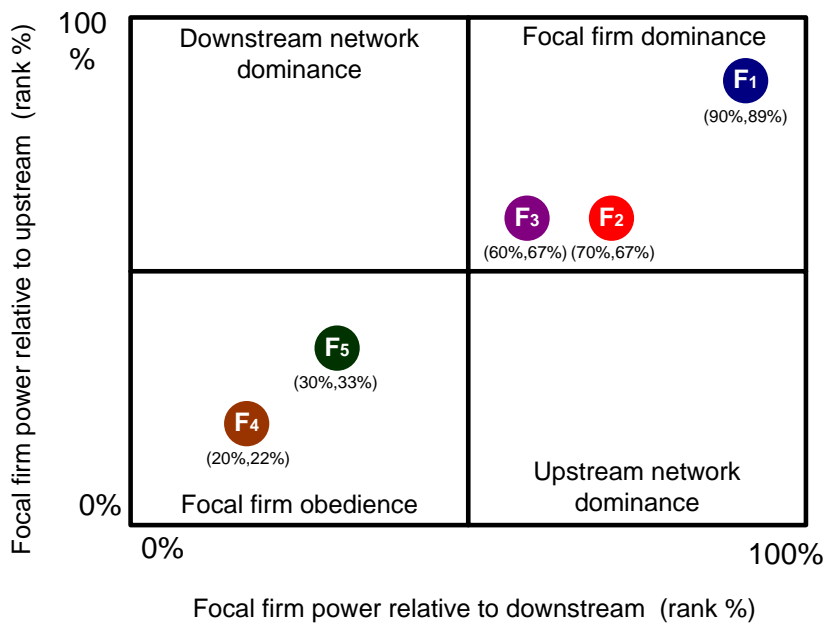 100
%
Downstream network
dominance
Focal firm dominance
F1
(90%,89%)
F3
F2
(60%,67%)
(70%,67%)
F5
(30%,33%)
F4
(20%,22%)
Focal firm obedience
Upstream network
dominance
0%
0%
100%
Focal firm power relative to upstream (rank %)
Focal firm power relative to downstream (rank %)